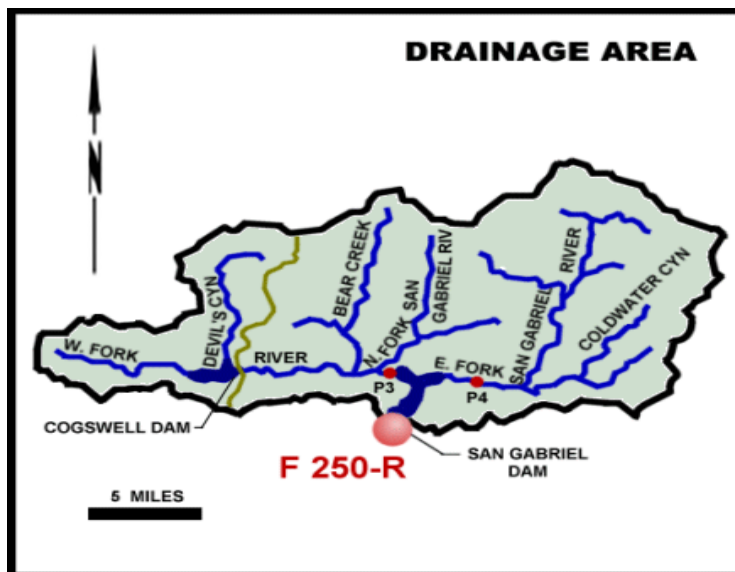 DRAINAGE AREA
N
BEAR CREEK
N. FORK SAN
GABRIEL RIV
RIVER
SAN GABRIEL
COLDWATER CYN
DEVIL'S CYN
W. FORK
RIVER
E. FORK
P3
P4
COGSWELL DAM
F 250-R
SAN GABRIEL
DAM
5 MILES